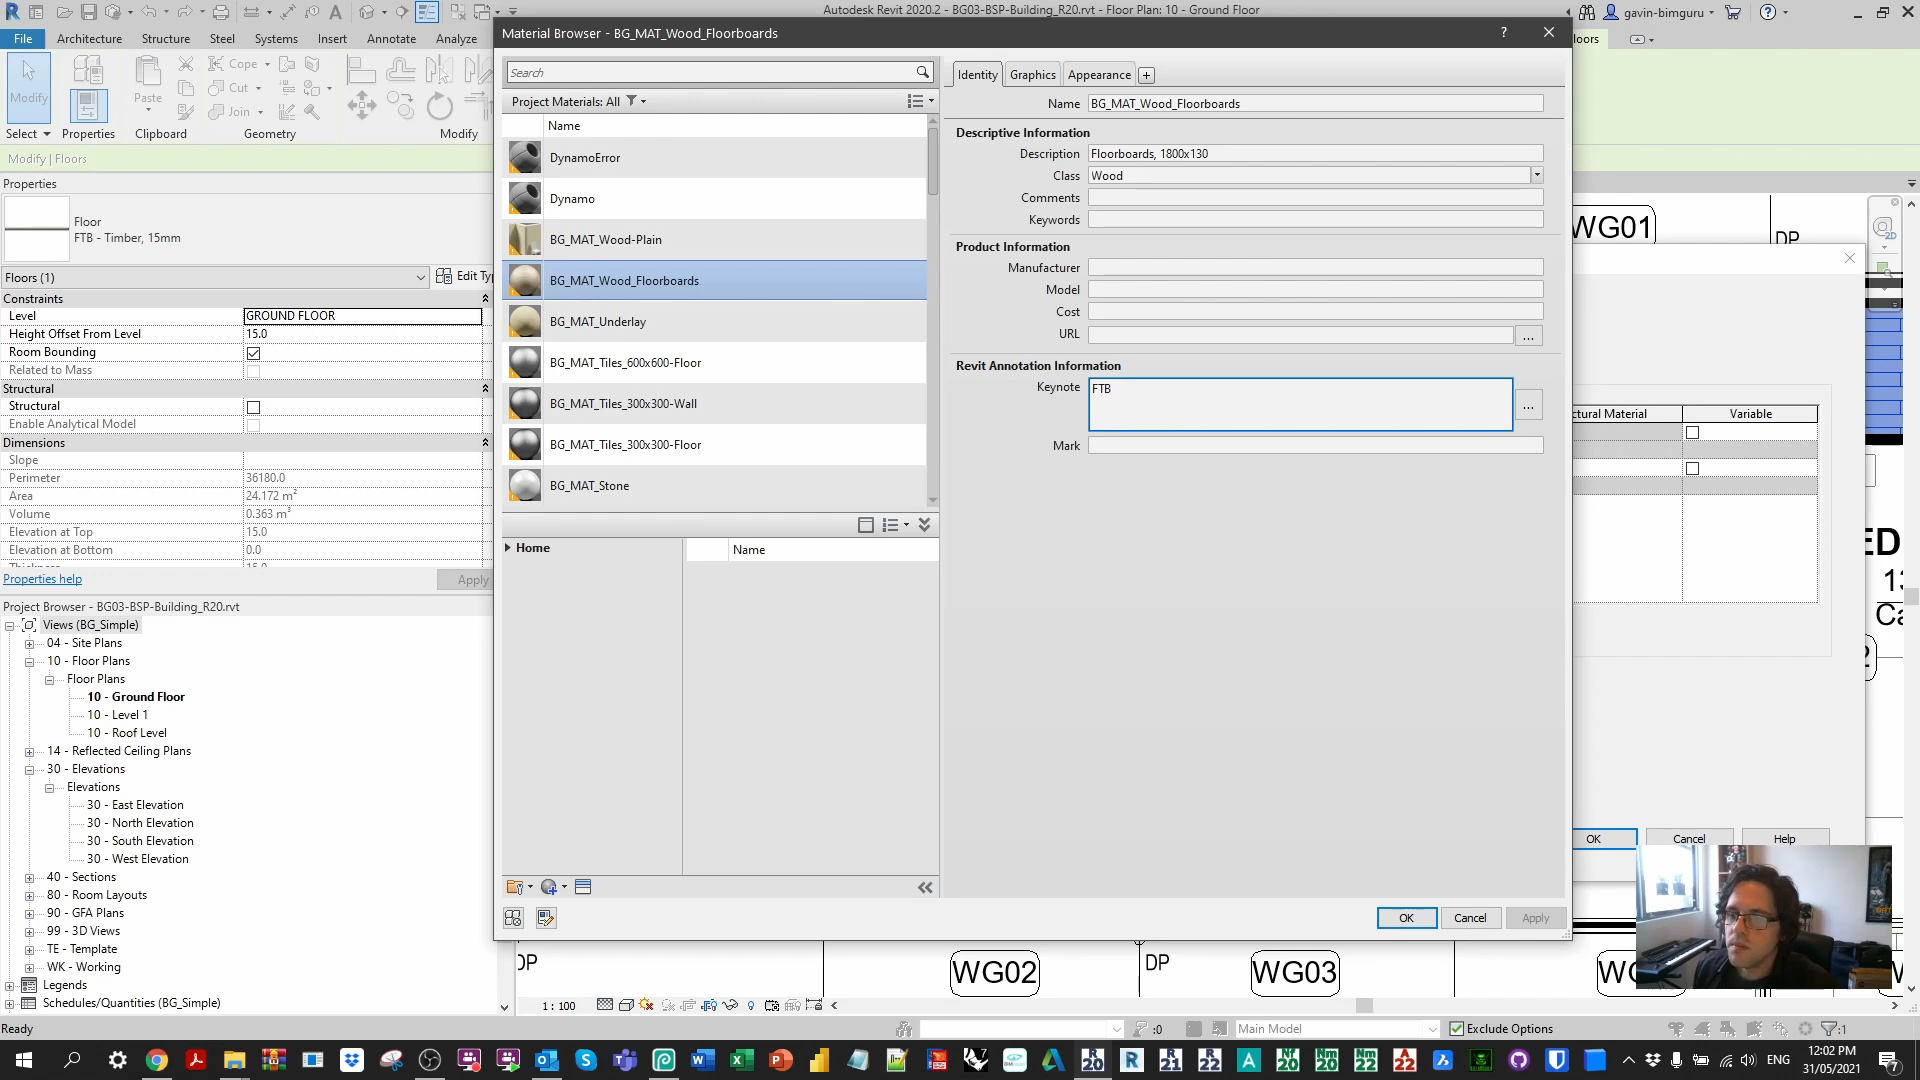 Autodesk Revit 2020.2 - BG03-BSP-Building_R20.rvt - Floor Plan: 10 - Ground Floor
gavin-bimguru
File
Architecture
Structure
Steel
Systems
Insert
Annotate
Analyze
Modify
Paste
Cope
Cut
Join
Select
Properties
Clipboard
Geometry
Modify
Modify | Floors
Properties
Floor
FTB - Timber, 15mm
Floors (1)
Edit Typ
Constraints
Level GROUND FLOOR
Height Offset From Level 15.0
Room Bounding
Related to Mass
Structural
Structural
Enable Analytical Model
Dimensions
Slope
Perimeter 36180.0
Area 24.172 m²
Volume 0.363 m³
Elevation at Top 15.0
Elevation at Bottom 0.0
Properties help
Apply
Project Browser - BG03-BSP-Building_R20.rvt
Views (BG_Simple)
04 - Site Plans
10 - Floor Plans
Floor Plans
10 - Ground Floor
10 - Level 1
10 - Roof Level
14 - Reflected Ceiling Plans
30 - Elevations
Elevations
30 - East Elevation
30 - North Elevation
30 - South Elevation
30 - West Elevation
40 - Sections
80 - Room Layouts
90 - GFA Plans
99 - 3D Views
TE - Template
WK - Working
Legends
Schedules/Quantities (BG_Simple)
Material Browser - BG_MAT_Wood_Floorboards
?
Search
Project Materials: All
Name
DynamoError
Dynamo
BG_MAT_Wood-Plain
BG_MAT_Wood_Floorboards
BG_MAT_Underlay
BG_MAT_Tiles_600x600-Floor
BG_MAT_Tiles_300x300-Wall
BG_MAT_Tiles_300x300-Floor
BG_MAT_Stone
Home
Name
Identity
Graphics
Appearance
Name BG_MAT_Wood_Floorboards
Descriptive Information
Description Floorboards, 1800x130
Class Wood
Comments
Keywords
Product Information
Manufacturer
Model
Cost
URL
...
Revit Annotation Information
Keynote FTB
...
Mark
OK
Cancel
Apply
loors
WG01
DP
ctural Material
Variable
ED
13
Ca
OK
Cancel
Help
DP
WG02
DP
WG03
WG
1 : 100
Ready
:0
Main Model
Exclude Options
:1
ENG
12:02 PM
31/05/2021
7